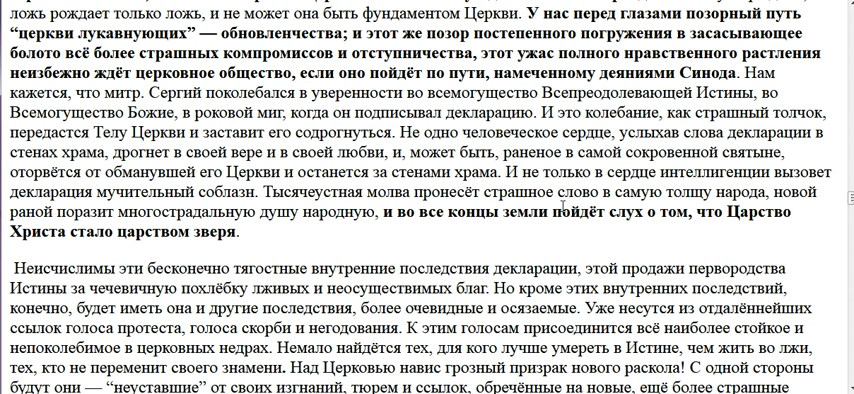 ложь рождает только ложь, и не может она быть фундаментом Церкви. У нас перед глазами позорный путь
“церкви лукавнующих” — обновленчества; и этот же позор постепенного погружения в засасывающее
болото всё более страшных компромиссов и отступничества, этот ужас полного нравственного растления
неизбежно ждёт церковное общество, если оно пойдёт по пути, намеченному деяниями Синода. Нам
кажется, что митр. Сергий поколебался в уверенности во всемогущество Всепреодолевающей Истины, во
Всемогущество Божие, в роковой миг, когда он подписывал декларацию. И это колебание, как страшный толчок,
передастся Телу Церкви и заставит его содрогнуться. Не одно человеческое сердце, услыхав слова декларации в
стенах храма, дрогнет в своей вере и в своей любви, и, может быть, раненое в самой сокровенной святыне,
оторвётся от обманувшей его Церкви и останется за стенами храма. И не только в сердце интеллигенции вызовет
декларация мучительный соблазн. Тысячеустная молва пронесёт страшное слово в самую толщу народа, новой
раной поразит многострадальную душу народную, и во все концы земли пойдёт слух о том, что Царство
Христа стало царством зверя.
Неисчислимы эти бесконечно тягостные внутренние последствия декларации, этой продажи первородства
Истины за чечевичную похлёбку лживых и неосуществимых благ. Но кроме этих внутренних последствий,
конечно, будет иметь она и другие последствия, более очевидные и осязаемые. Уже несутся из отдалённейших
ссылок голоса протеста, голоса скорби и негодования. К этим голосам присоединится всё наиболее стойкое и
непоколебимое в церковных недрах. Немало найдётся тех, для кого лучше умереть в Истине, чем жить во лжи,
тех, кто не переменит своего знамени. Над Церковью навис грозный призрак нового раскола! С одной стороны
будут они — “неуставшие” от своих изгнаний, тюрем и ссылок, обречённые на новые, ещё более страшные